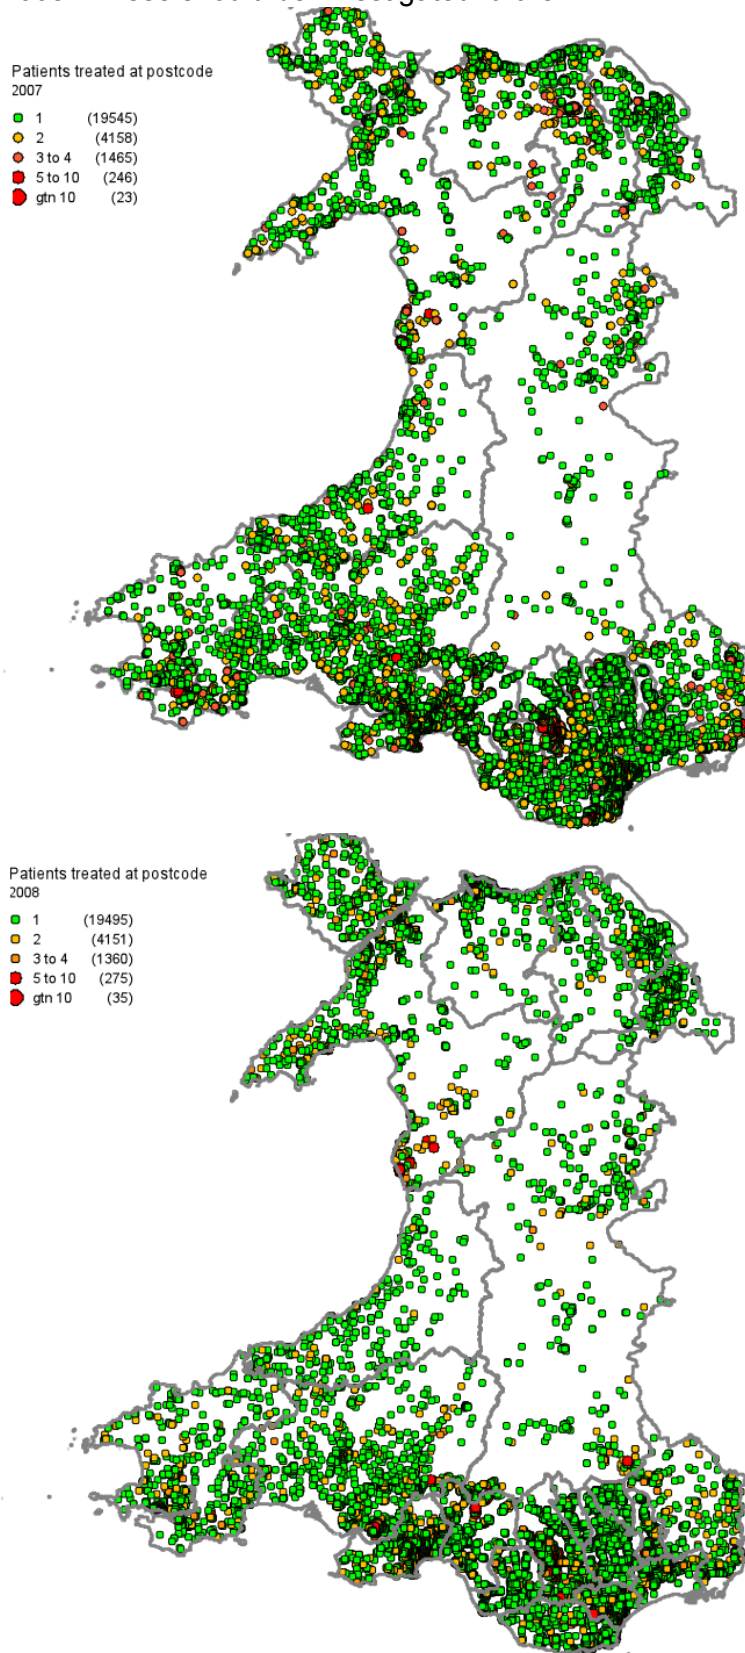 Patients treated at postcode
2007
1 (19545)
2 (4158)
3 to 4 (1465)
5 to 10 (246)
gtn 10 (23)
Patients treated at postcode
2008
1 (19495)
2 (4151)
3 to 4 (1360)
5 to 10 (275)
gtn 10 (35)